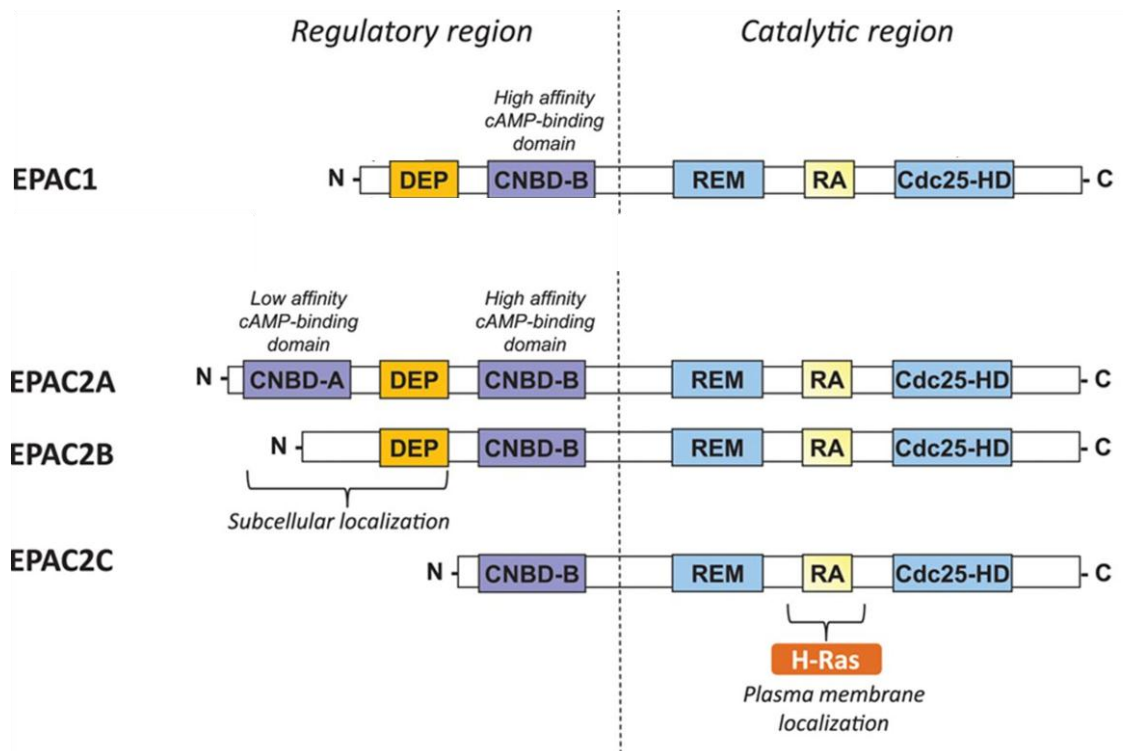 Regulatory region
Catalytic region
High affinity
cAMP-binding
domain
EPAC1
N
DEP
CNBD-B
REM
RA
Cdc25-HD
C
Low affinity
cAMP-binding
domain
High affinity
cAMP-binding
domain
EPAC2A
N
CNBD-A
DEP
CNBD-B
REM
RA
Cdc25-HD
C
EPAC2B
N
DEP
CNBD-B
REM
RA
Cdc25-HD
C
Subcellular localization
EPAC2C
N
CNBD-B
REM
RA
Cdc25-HD
C
H-Ras
Plasma membrane
localization